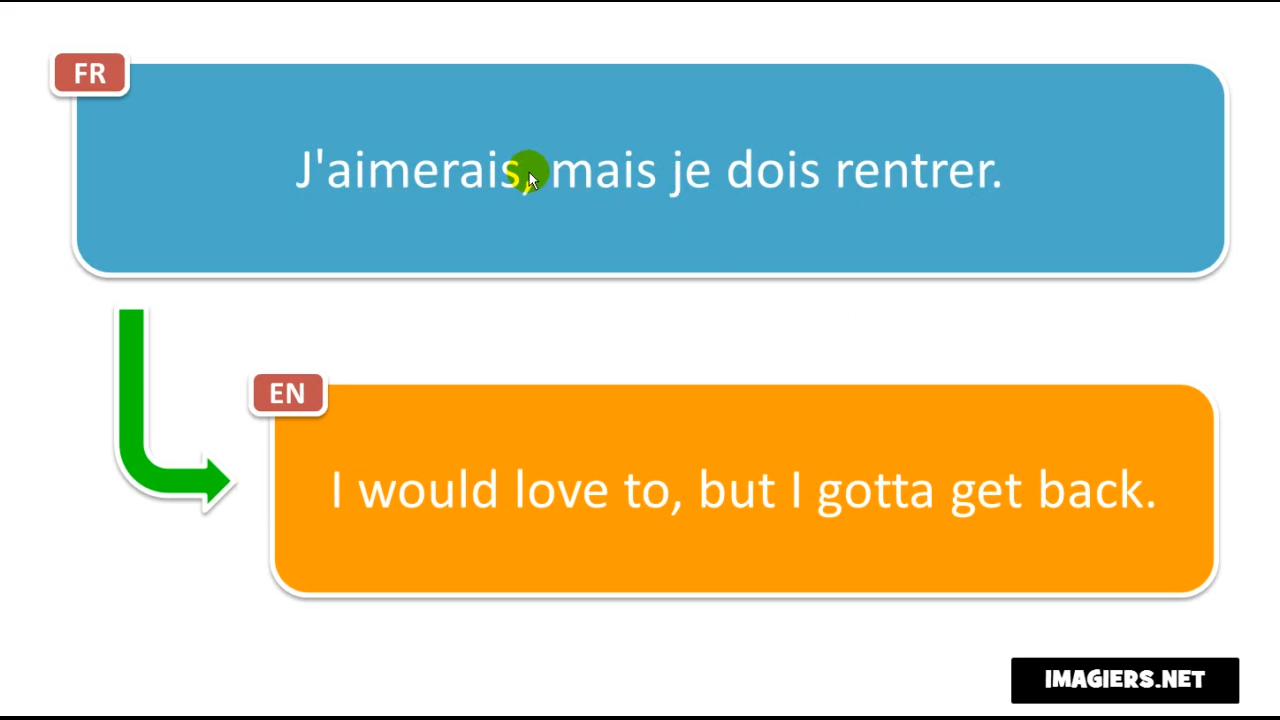 FR
J'aimerais, mais je dois rentrer.
EN
I would love to, but I gotta get back.
IMAGIERS.NET